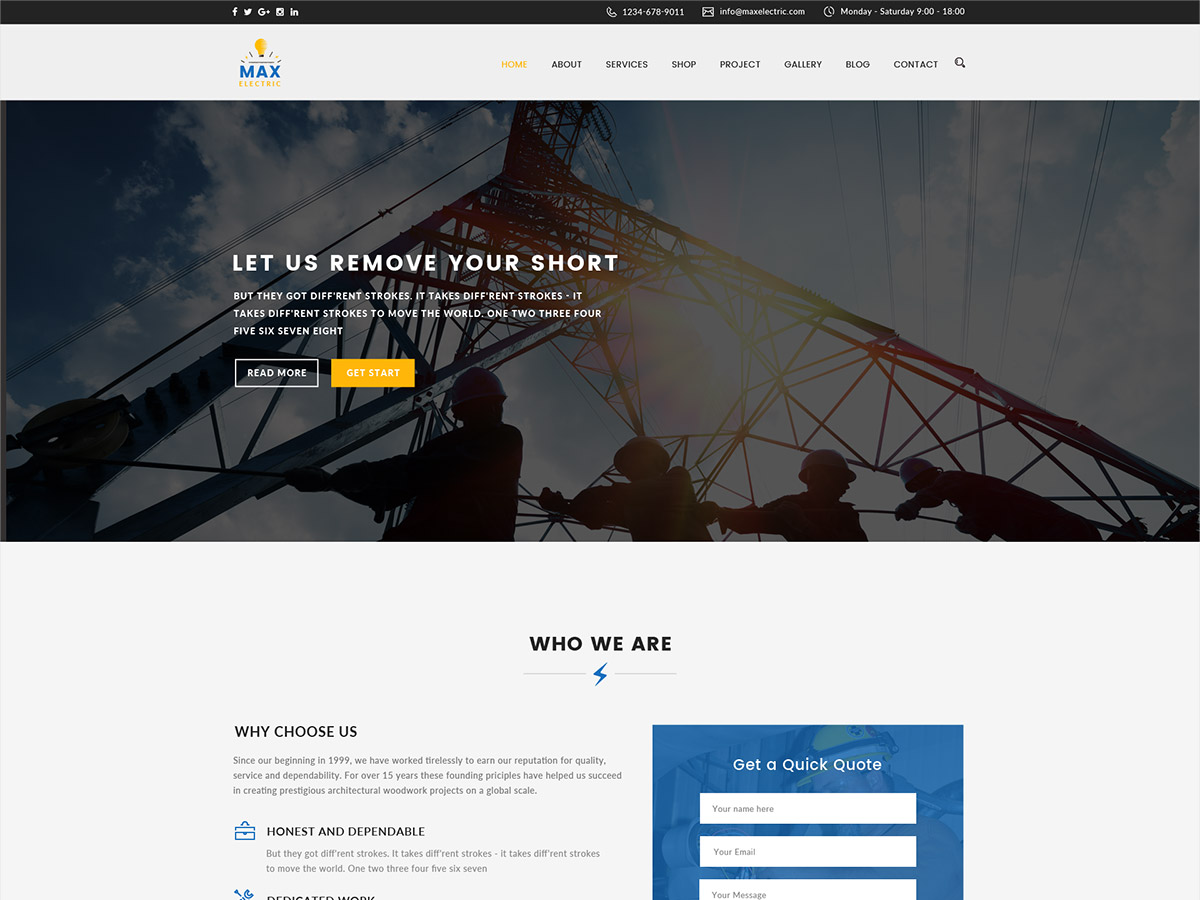 1234-678-9011
info@maxelectric.com
Monday - Saturday 9:00 - 18:00
MAX
ELECTRIC
HOME
ABOUT
SERVICES
SHOP
PROJECT
GALLERY
BLOG
CONTACT
LET US REMOVE YOUR SHORT
BUT THEY GOT DIFF'RENT STROKES. IT TAKES DIFF'RENT STROKES - IT
TAKES DIFF'RENT STROKES TO MOVE THE WORLD. ONE TWO THREE FOUR
FIVE SIX SEVEN EIGHT
READ MORE
GET START
WHO WE ARE
WHY CHOOSE US
Since our beginning in 1999, we have worked tirelessly to earn our reputation for quality,
service and dependability. For over 15 years these founding priciples have helped us succeed
in creating prestigious architectural woodwork projects on a global scale.
HONEST AND DEPENDABLE
But they got diff'rent strokes. It takes diff'rent strokes - it takes diff'rent strokes
to move the world. One two three four five six seven
DEDICATED WORK
Get a Quick Quote
Your name here
Your Email
Your Message